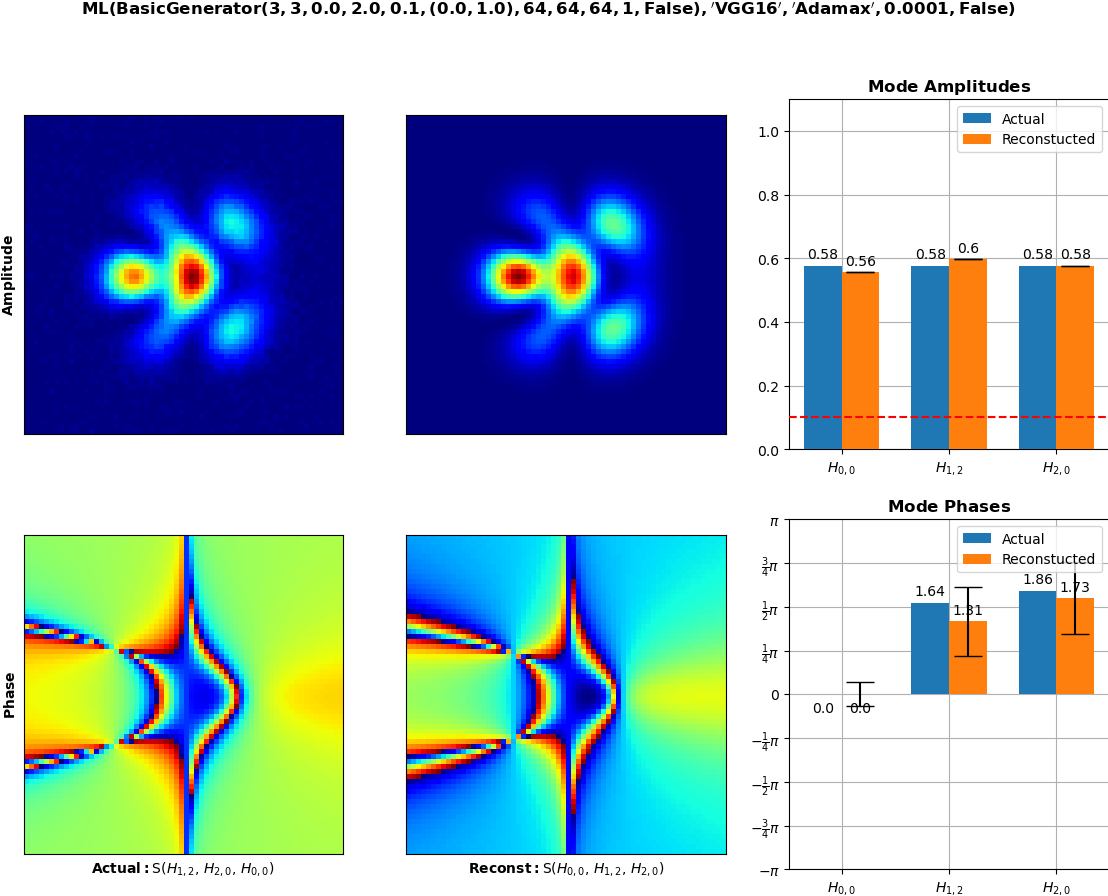 ML(BasicGenerator(3, 3, 0.0, 2.0, 0.1, (0.0, 1.0), 64, 64, 64, 1, False), ′VGG16′, ′Adamax′, 0.0001, False)
Amplitude
Mode Amplitudes
Actual
Reconstucted
1.0
0.8
0.6
0.4
0.2
0.0
0.58
0.56
0.58
0.6
0.58
0.58
H0,0
H1,2
H2,0
Phase
Actual: S(H1,2, H2,0, H0,0)
Reconst: S(H0,0, H1,2, H2,0)
Mode Phases
Actual
Reconstucted
π
3/4π
1/2π
1/4π
0
−1/4π
−1/2π
−3/4π
−π
0.0
0.0
1.64
1.31
1.86
1.73
H0,0
H1,2
H2,0